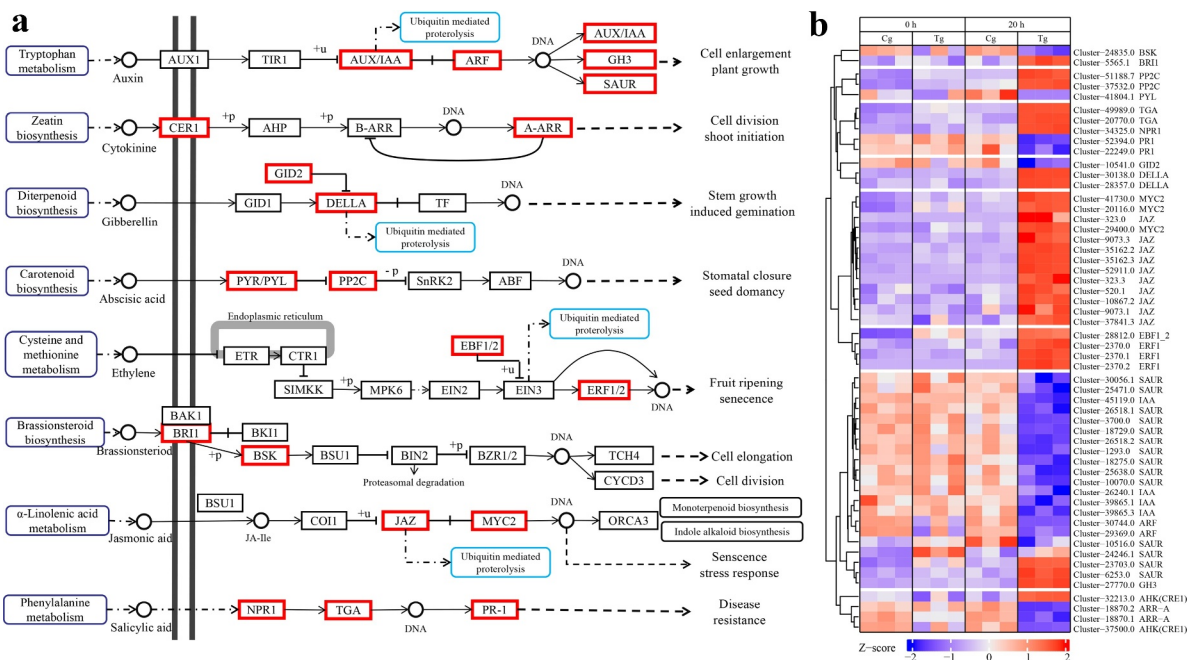 a
Tryptophan
metabolism
Auxin
AUX1
TIR1
+u
AUX/IAA
Ubiquitin mediated
proterolysis
ARF
DNA
AUX/IAA
GH3
SAUR
Cell enlargement
plant growth
Zeatin
biosynthesis
Cytokinine
CER1
+p
AHP
+p
B-ARR
DNA
A-ARR
Cell division
shoot initiation
Diterpenoid
biosynthesis
Gibberellin
GID2
GID1
DELLA
TF
DNA
Ubiquitin mediated
proterolysis
Stem growth
induced gemination
Carotenoid
biosynthesis
Abscisic acid
PYR/PYL
PP2C
-p
SnRK2
ABF
DNA
Stomatal closure
seed domancy
Cysteine and
methionine
metabolism
Ethylene
Endoplasmic reticulum
ETR
CTR1
SIMKK
+p
MPK6
EIN2
EBF1/2
+u
EIN3
Ubiquitin mediated
proterolysis
ERF1/2
DNA
Fruit ripening
senecence
Brassionsteroid
biosynthesis
Brassionsteriod
BAK1
BRI1
BKI1
+p
BSK
BSU1
BIN2
+p
BZR1/2
Proteasomal degradation
DNA
TCH4
CYCD3
Cell elongation
Cell division
α-Linolenic acid
metabolism
Jasmonic aid
BSU1
JA-Ile
COI1
+u
JAZ
MYC2
DNA
ORCA3
Monoterpenoid biosynthesis
Indole alkaloid biosynthesis
Ubiquitin mediated
proterolysis
Senscence
stress response
Phenylalanine
metabolism
Salicylic aid
NPR1
TGA
DNA
PR-1
Disease
resistance
b
0 h
20 h
Cg
Tg
Cg
Tg
Cluster-24835.0 BSK
Cluster-5565.1 BRI1
Cluster-51188.7 PP2C
Cluster-37532.0 PP2C
Cluster-41804.1 PYL
Cluster-49989.0 TGA
Cluster-20770.0 TGA
Cluster-34325.0 NPR1
Cluster-52394.0 PR1
Cluster-22249.0 PR1
Cluster-10541.0 GID2
Cluster-30138.0 DELLA
Cluster-28357.0 DELLA
Cluster-41730.0 MYC2
Cluster-20116.0 MYC2
Cluster-323.0 JAZ
Cluster-29400.0 MYC2
Cluster-9073.3 JAZ
Cluster-35162.2 JAZ
Cluster-35162.3 JAZ
Cluster-52911.0 JAZ
Cluster-323.3 JAZ
Cluster-520.1 JAZ
Cluster-10867.2 JAZ
Cluster-9073.1 JAZ
Cluster-37841.3 JAZ
Cluster-28812.0 EBF1_2
Cluster-2370.0 ERF1
Cluster-2370.1 ERF1
Cluster-2370.2 ERF1
Cluster-30056.1 SAUR
Cluster-25471.0 SAUR
Cluster-45119.0 IAA
Cluster-26518.1 SAUR
Cluster-3700.0 SAUR
Cluster-18729.0 SAUR
Cluster-26518.2 SAUR
Cluster-1293.0 SAUR
Cluster-18275.0 SAUR
Cluster-25638.0 SAUR
Cluster-10070.0 SAUR
Cluster-26240.1 IAA
Cluster-39865.1 IAA
Cluster-39865.3 IAA
Cluster-30744.0 ARF
Cluster-29369.0 ARF
Cluster-10516.0 SAUR
Cluster-24246.1 SAUR
Cluster-23703.0 SAUR
Cluster-6253.0 SAUR
Cluster-27770.0 GH3
Cluster-32213.0 AHK(CRE1)
Cluster-18870.2 ARR-A
Cluster-18870.1 ARR-A
Cluster-37500.0 AHK(CRE1)
Z-score
-2 -1 0 1 2